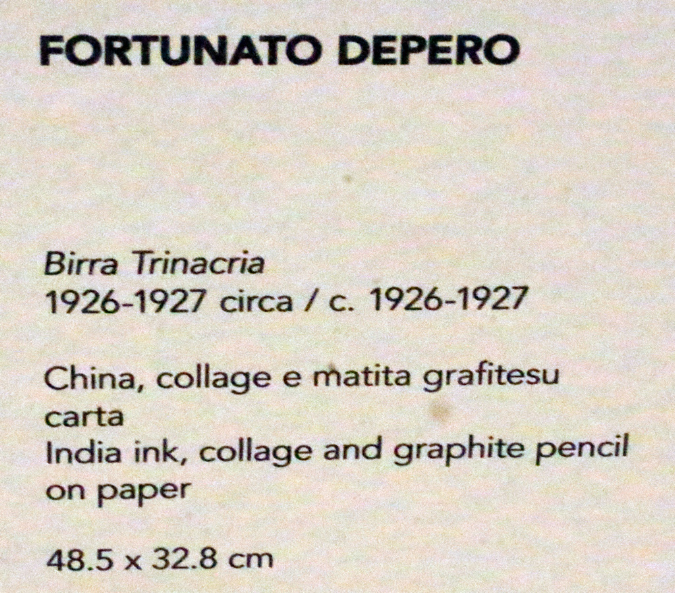 FORTUNATO DEPERO
Birra Trinacria
1926-1927 circa / c. 1926-1927
China, collage e matita grafitesu
carta
India ink, collage and graphite pencil
on paper
48.5 x 32.8 cm